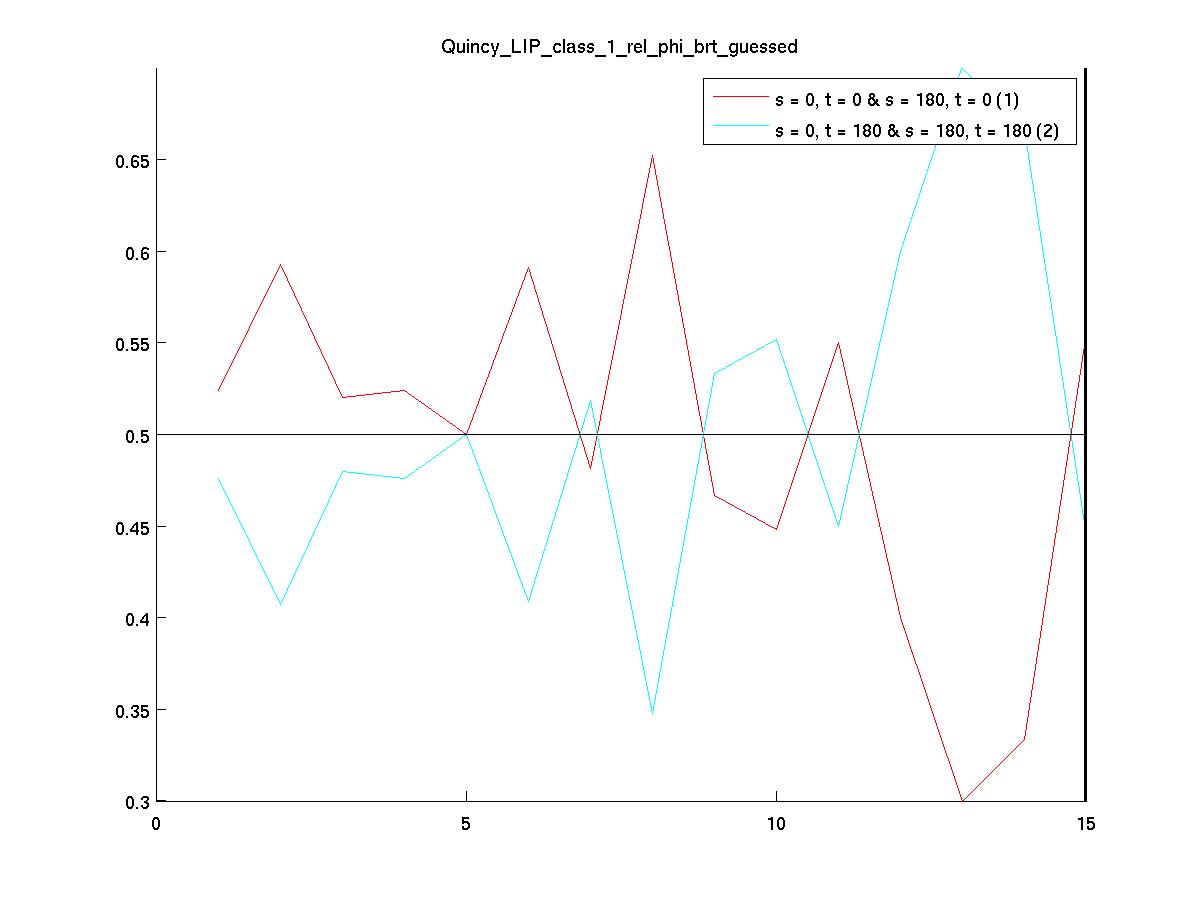 Quincy_LIP_class_1_rel_phi_brt_guessed
s = 0, t = 0 & s = 180, t = 0 (1)
s = 0, t = 180 & s = 180, t = 180 (2)
0.65
0.6
0.55
0.5
0.45
0.4
0.35
0.3
0 5 10 15